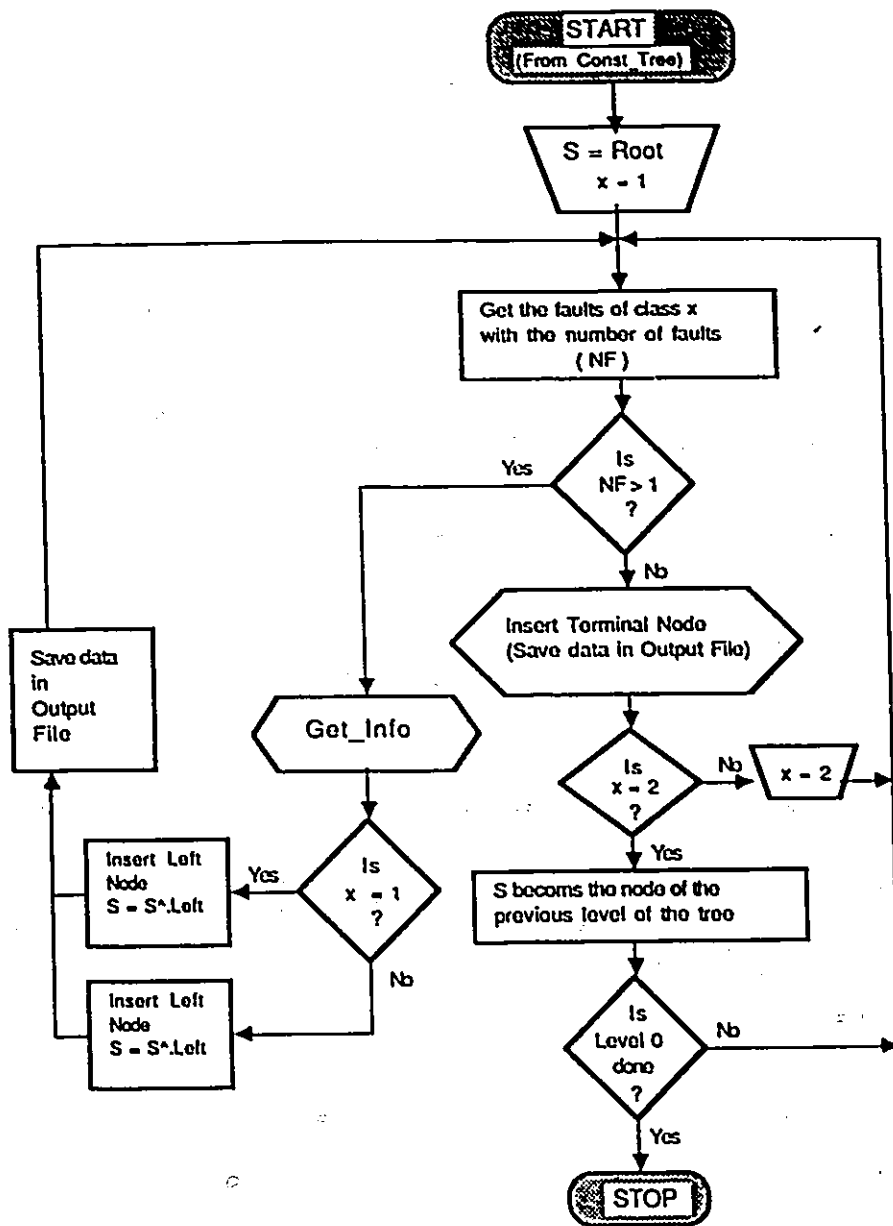 START
(From Const_Tree)
S = Root
x = 1
Get the faults of class x
with the number of faults
( NF )
Is
NF > 1
?
Yes
No
Insert Terminal Node
(Save data in Output File)
Save data
in
Output
File
Get_Info
Is
x = 2
?
No
x = 2
Yes
Insert Left
Node
S = S^.Left
Yes
Is
x = 1
?
No
S becoms the node of the
previous level of the tree
Insert Left
Node
S = S^.Left
Is
Level 0
done
?
No
Yes
STOP